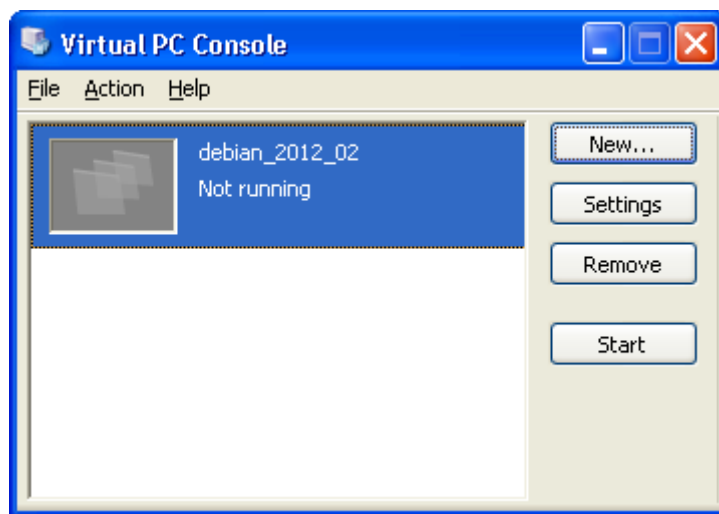 Virtual PC Console
File Action Help
debian_2012_02
Not running
New...
Settings
Remove
Start